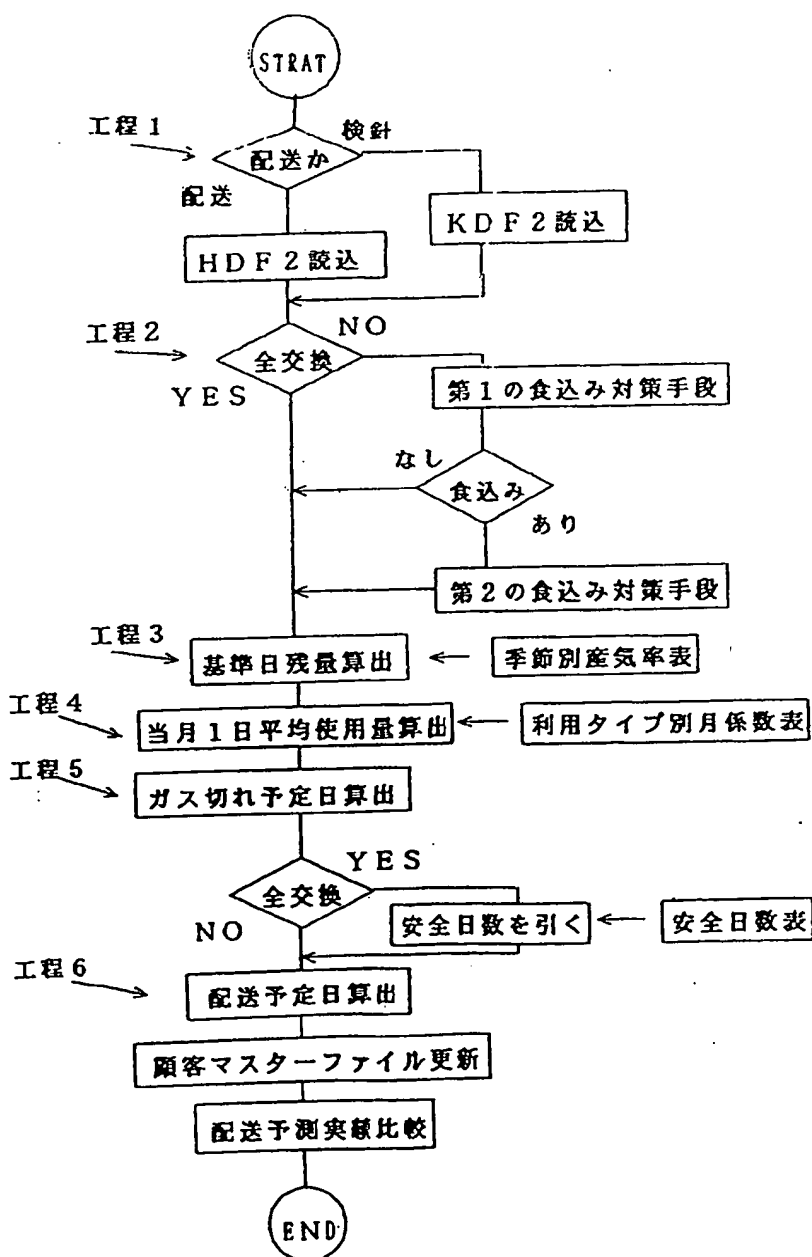 STRAT
工程1
検針
配送か
配送
KDF2読込
HDF2読込
工程2
NO
全交換
YES
第1の食込み対策手段
なし
食込み
あり
第2の食込み対策手段
工程3
基準日残量算出
季節別産気率表
工程4
当月1日平均使用量算出
利用タイプ別月係数表
工程5
ガス切れ予定日算出
YES
全交換
NO
安全日数を引く
安全日数表
工程6
配送予定日算出
顧客マスターファイル更新
配送予測実績比較
END